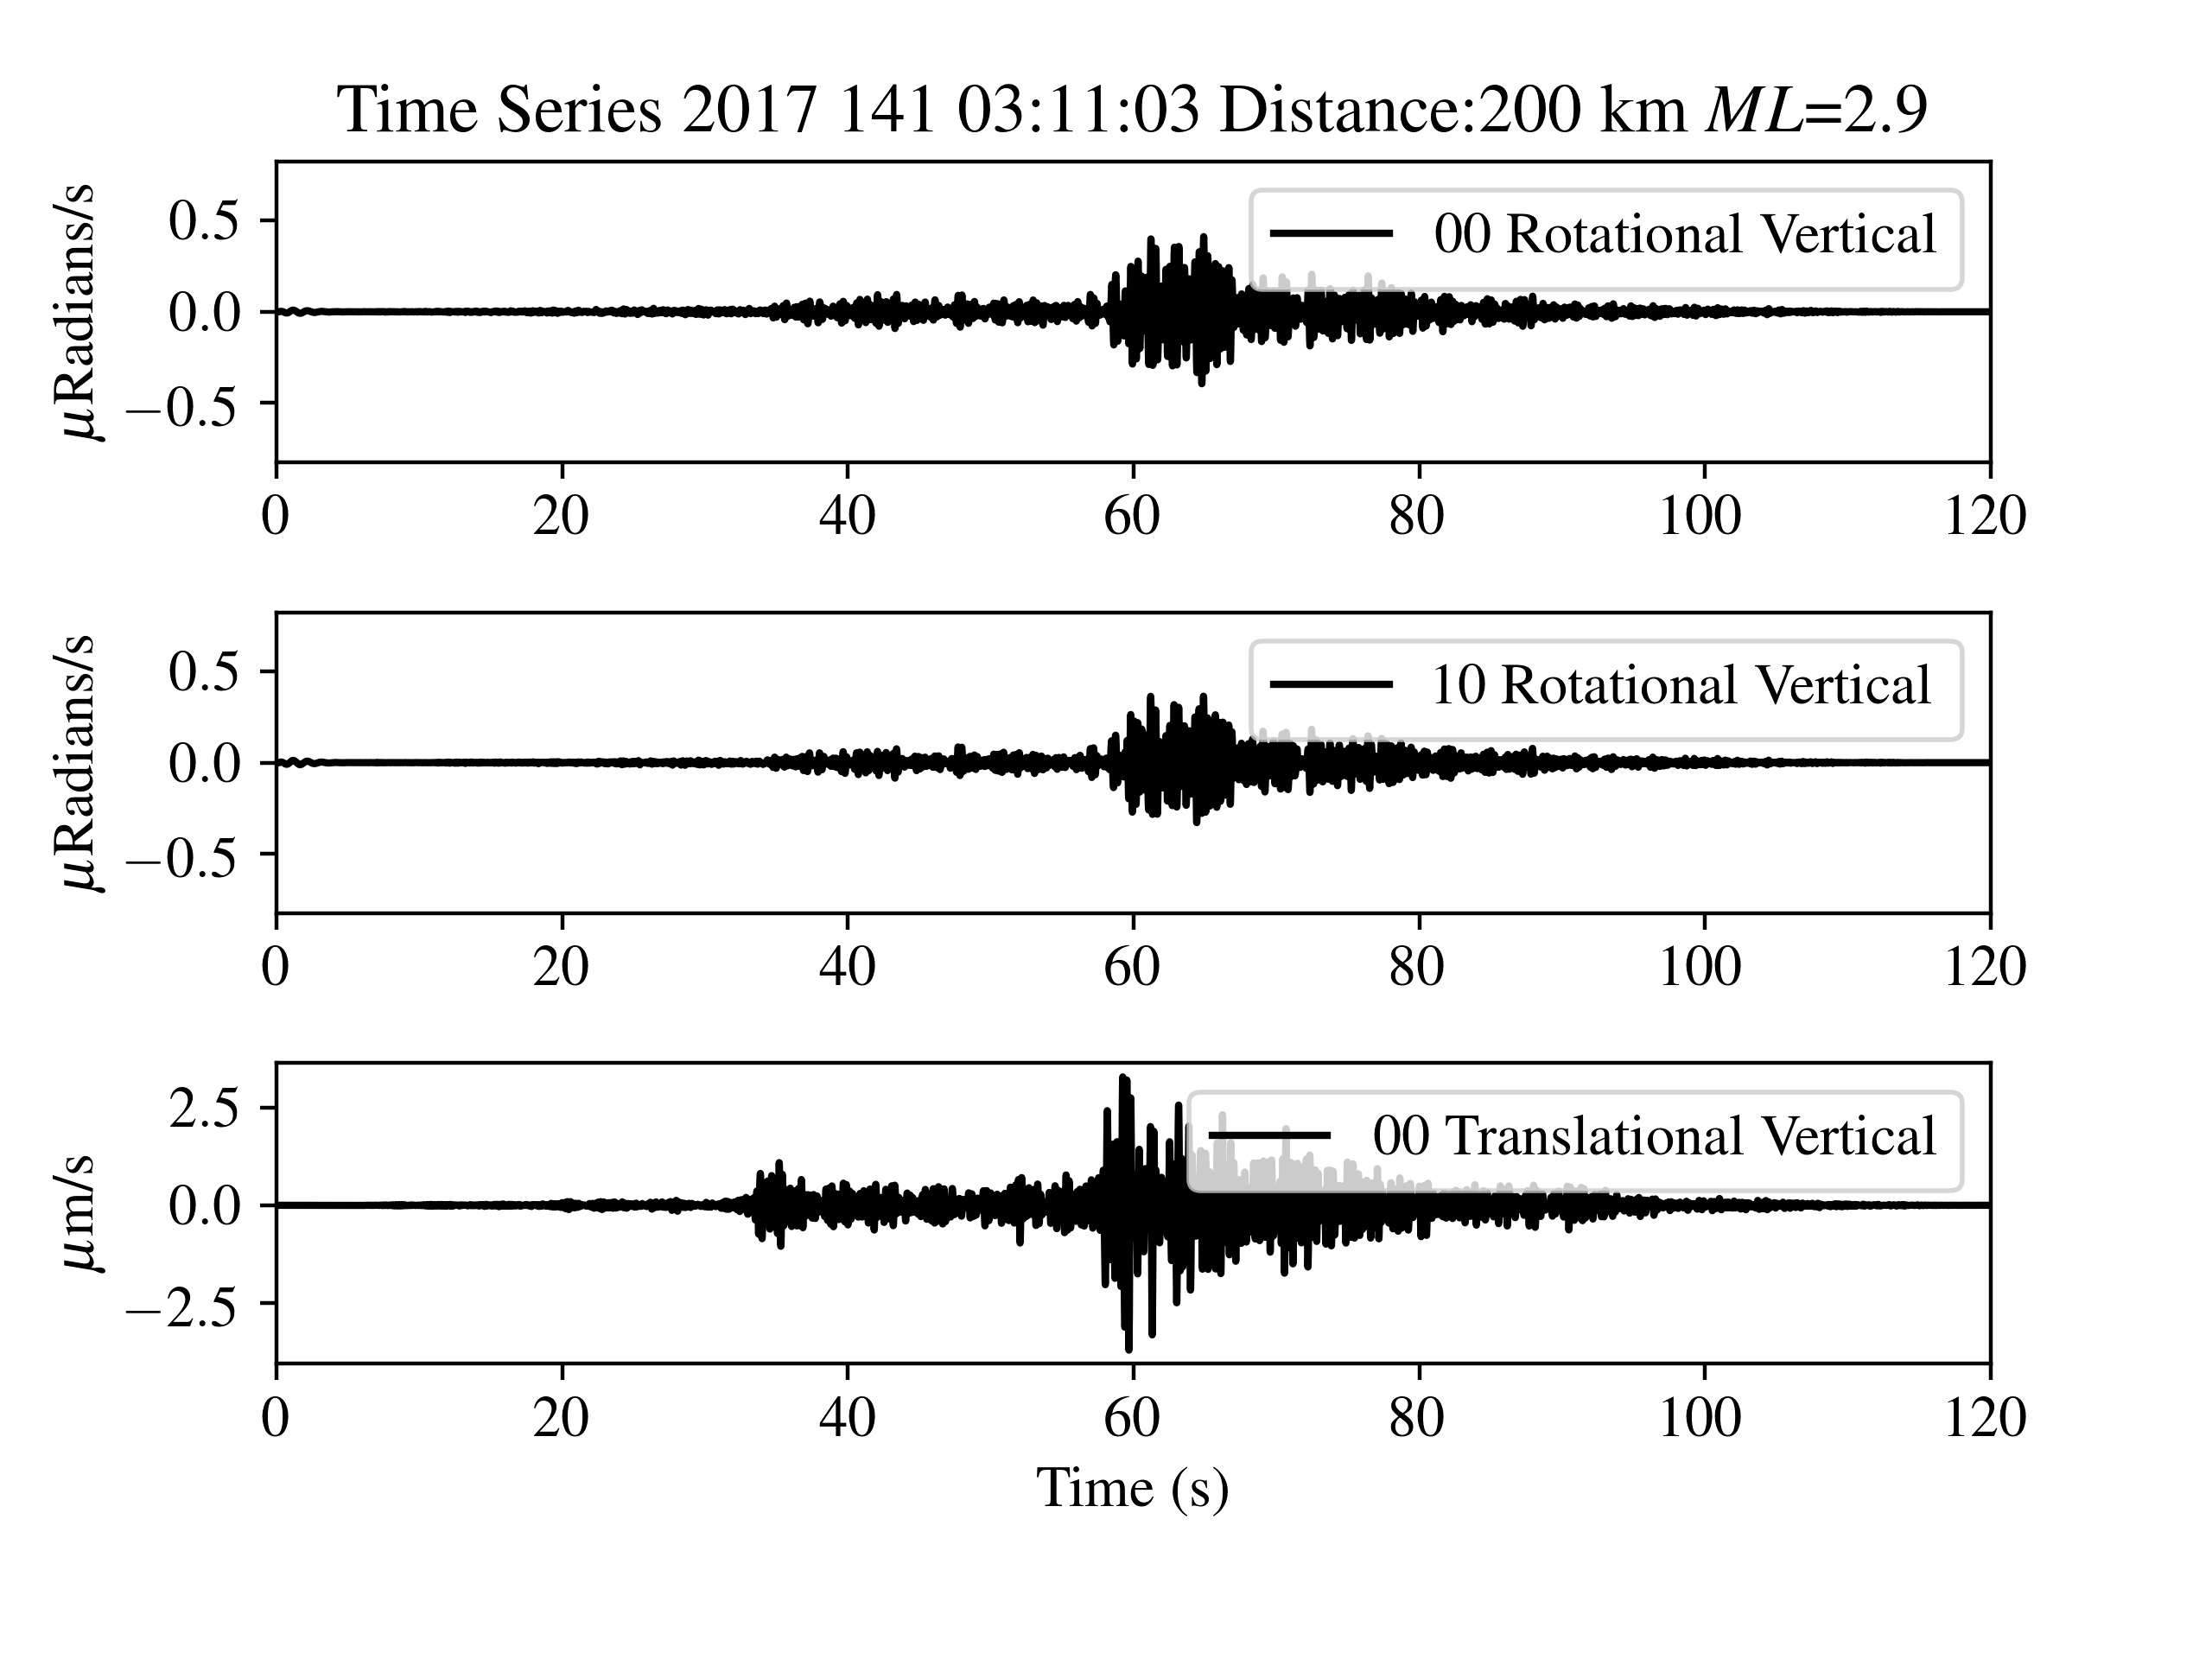 Time Series 2017 141 03:11:03 Distance:200 km ML=2.9
μRadians/s
0.5
0.0
−0.5
00 Rotational Vertical
0 20 40 60 80 100 120
μRadians/s
0.5
0.0
−0.5
10 Rotational Vertical
0 20 40 60 80 100 120
μm/s
2.5
0.0
−2.5
00 Translational Vertical
0 20 40 60 80 100 120
Time (s)